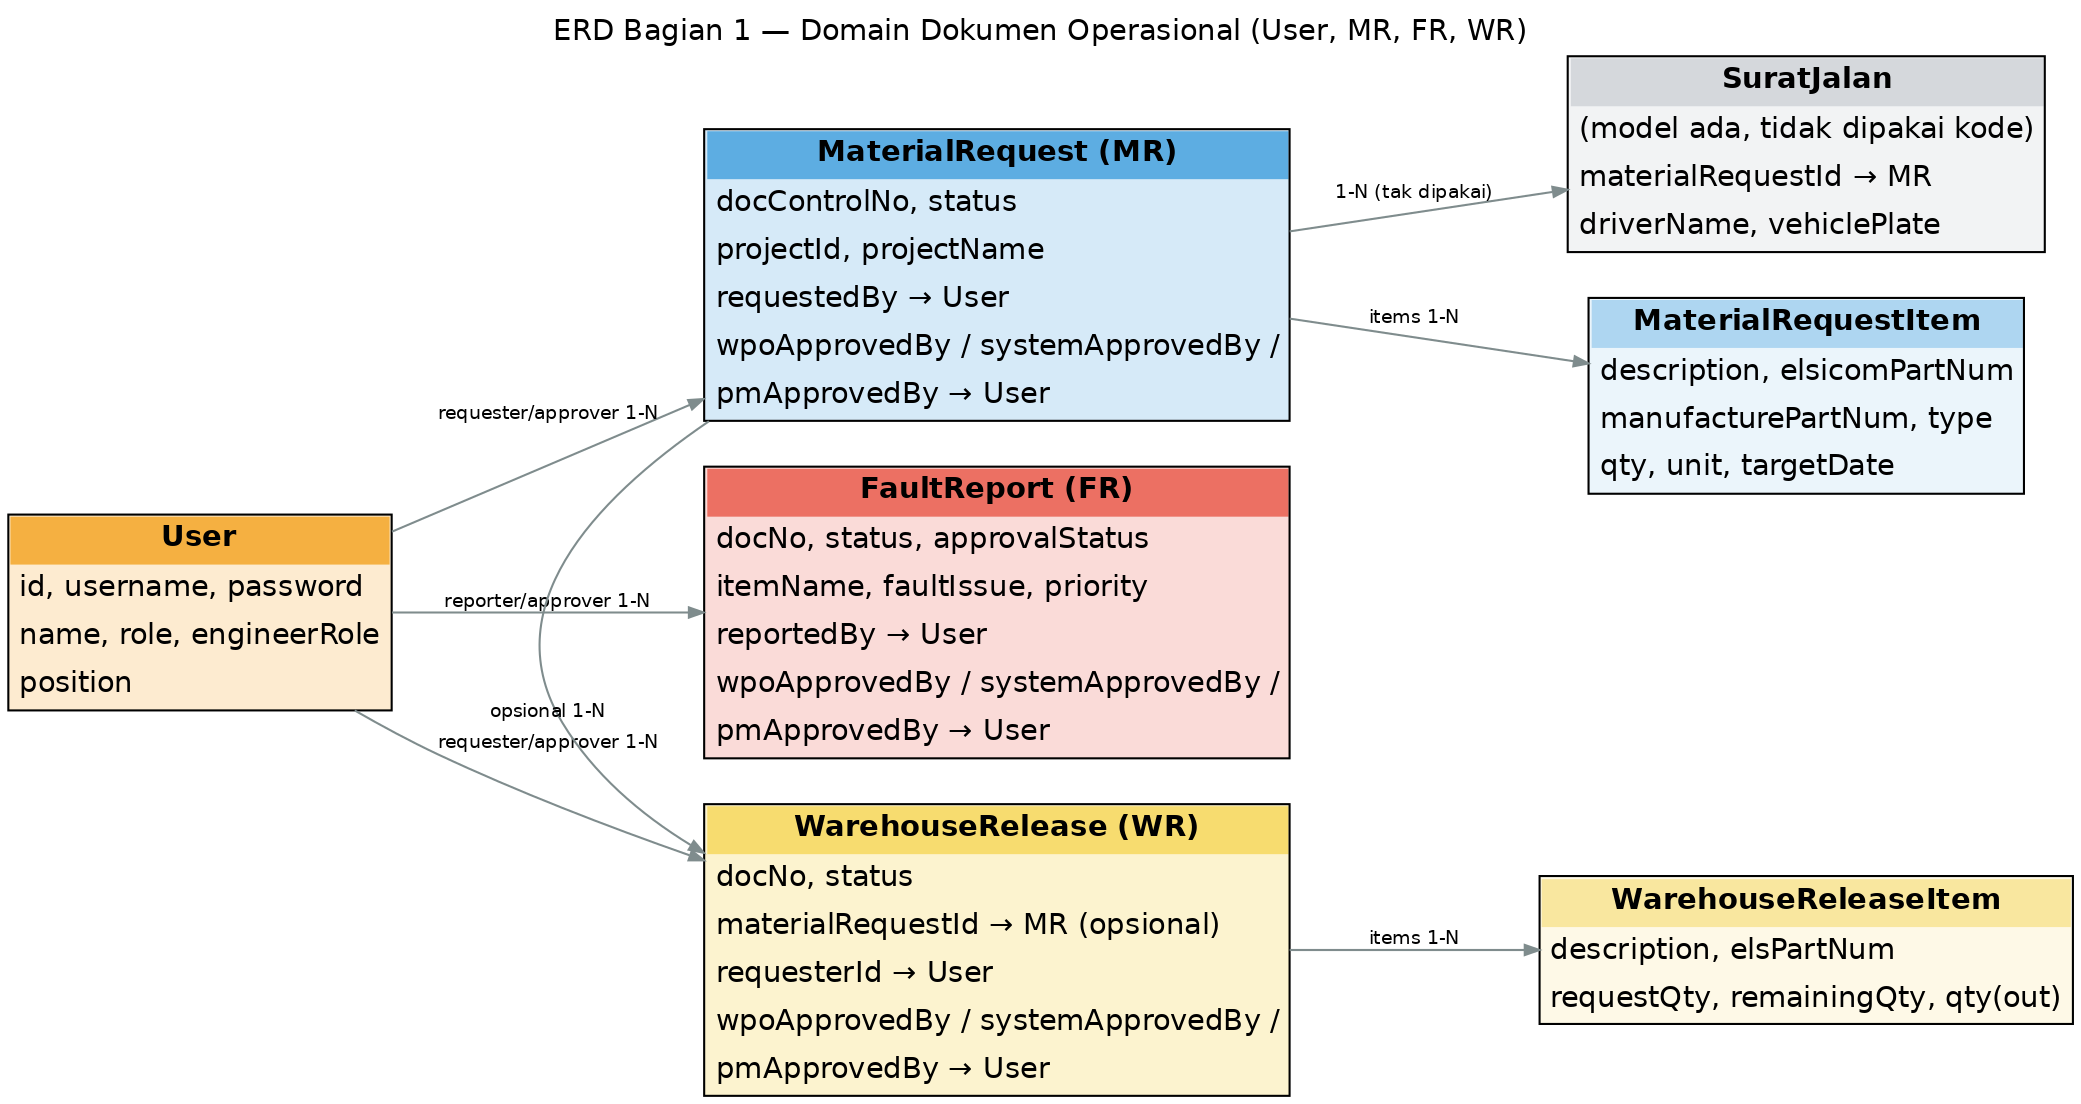 ERD Bagian 1 — Domain Dokumen Operasional (User, MR, FR, WR)
User
id, username, password
name, role, engineerRole
position
requester/approver 1-N
reporter/approver 1-N
opsional 1-N
requester/approver 1-N
MaterialRequest (MR)
docControlNo, status
projectId, projectName
requestedBy → User
wpoApprovedBy / systemApprovedBy /
pmApprovedBy → User
FaultReport (FR)
docNo, status, approvalStatus
itemName, faultIssue, priority
reportedBy → User
wpoApprovedBy / systemApprovedBy /
pmApprovedBy → User
WarehouseRelease (WR)
docNo, status
materialRequestId → MR (opsional)
requesterId → User
wpoApprovedBy / systemApprovedBy /
pmApprovedBy → User
1-N (tak dipakai)
items 1-N
items 1-N
SuratJalan
(model ada, tidak dipakai kode)
materialRequestId → MR
driverName, vehiclePlate
MaterialRequestItem
description, elsicomPartNum
manufacturePartNum, type
qty, unit, targetDate
WarehouseReleaseItem
description, elsPartNum
requestQty, remainingQty, qty(out)